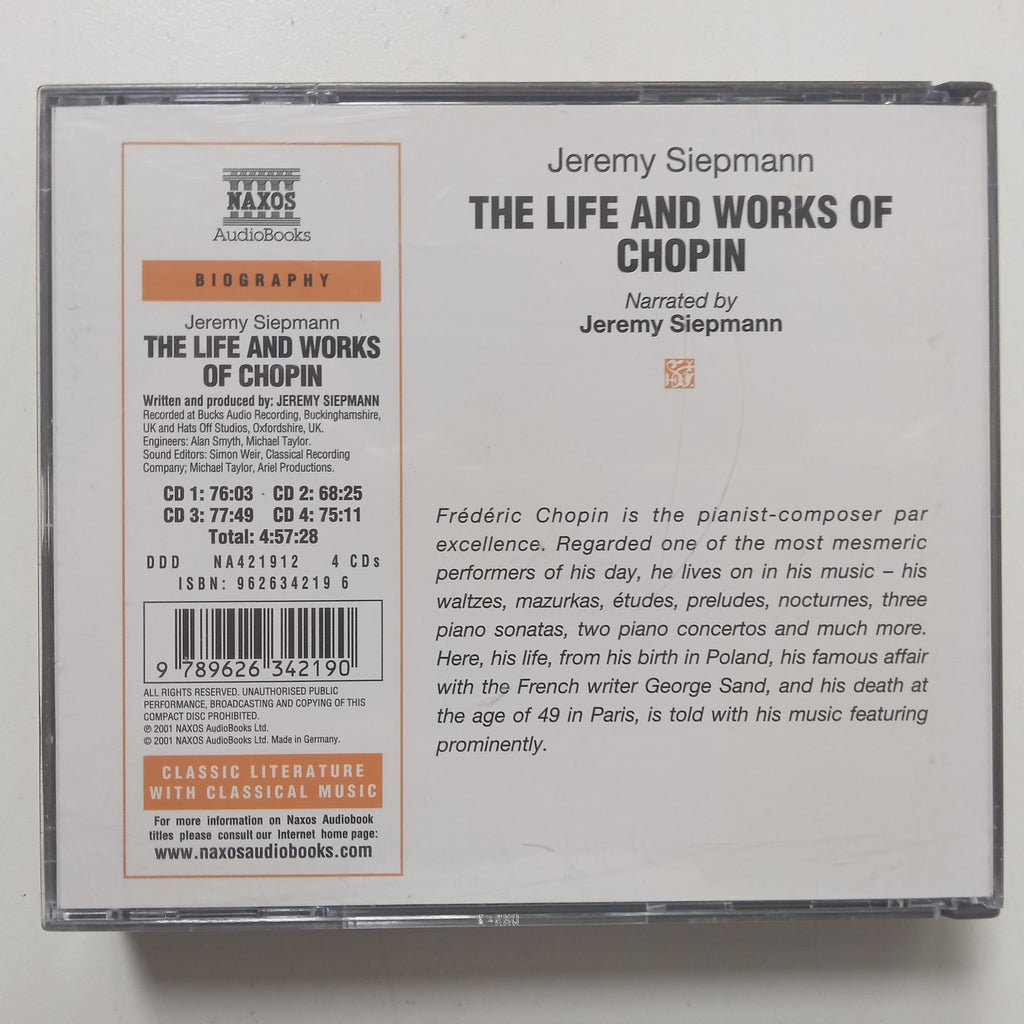 NAXOS
AudioBooks
BIOGRAPHY
Jeremy Siepmann
THE LIFE AND WORKS
OF CHOPIN
Written and produced by: JEREMY SIEPMANN
Recorded at Bucks Audio Recording, Buckinghamshire,
UK and Hats Off Studios, Oxfordshire, UK.
Engineers: Alan Smyth, Michael Taylor.
Sound Editors: Simon Weir, Classical Recording
Company; Michael Taylor, Ariel Productions.
CD 1: 76:03 · CD 2: 68:25
CD 3: 77:49 CD 4: 75:11
Total: 4:57:28
DDD NA421912 4 CDs
ISBN: 962634219 6
9 789626 342190
ALL RIGHTS RESERVED. UNAUTHORISED PUBLIC
PERFORMANCE, BROADCASTING AND COPYING OF THIS
COMPACT DISC PROHIBITED.
℗ 2001 NAXOS AudioBooks Ltd.
© 2001 NAXOS AudioBooks Ltd. Made in Germany.
CLASSIC LITERATURE
WITH CLASSICAL MUSIC
For more information on Naxos Audiobook
titles please consult our Internet home page:
www.naxosaudiobooks.com
Jeremy Siepmann
THE LIFE AND WORKS OF
CHOPIN
Narrated by
Jeremy Siepmann
Frédéric Chopin is the pianist-composer par
excellence. Regarded one of the most mesmeric
performers of his day, he lives on in his music – his
waltzes, mazurkas, études, preludes, nocturnes, three
piano sonatas, two piano concertos and much more.
Here, his life, from his birth in Poland, his famous affair
with the French writer George Sand, and his death at
the age of 49 in Paris, is told with his music featuring
prominently.